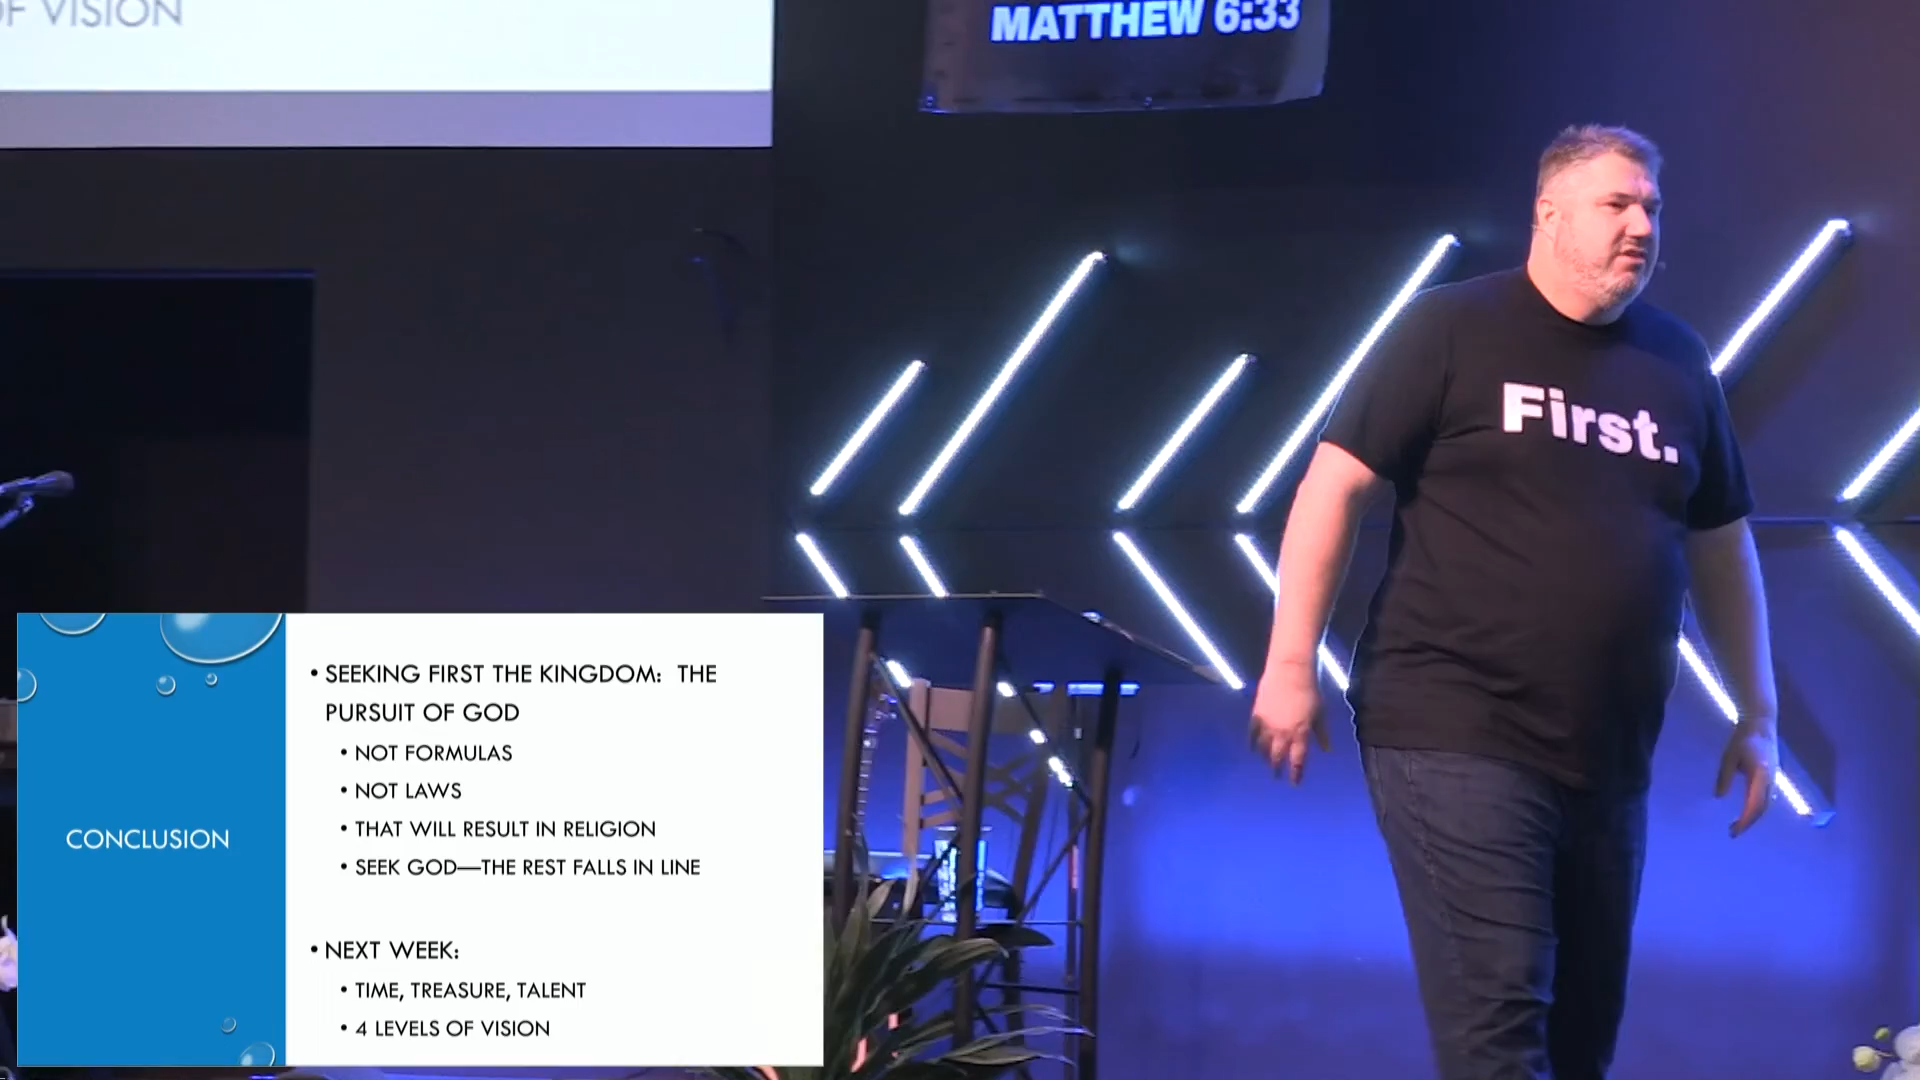 OF VISION
MATTHEW 6:33
First.
CONCLUSION
• SEEKING FIRST THE KINGDOM: THE
PURSUIT OF GOD
• NOT FORMULAS
• NOT LAWS
• THAT WILL RESULT IN RELIGION
• SEEK GOD—THE REST FALLS IN LINE
• NEXT WEEK:
• TIME, TREASURE, TALENT
• 4 LEVELS OF VISION